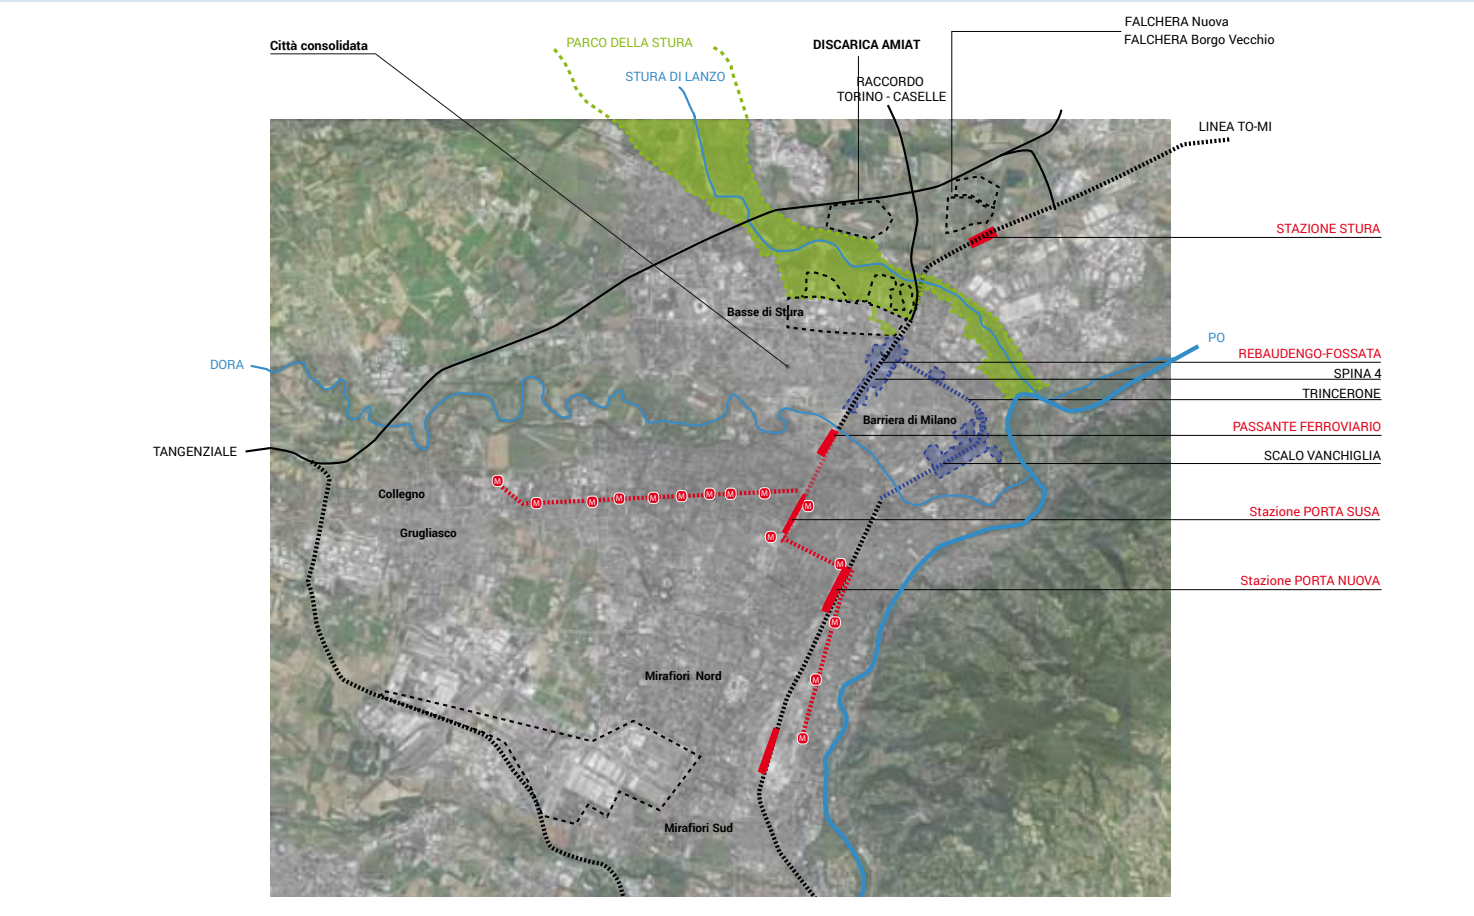 FALCHERA Nuova
FALCHERA Borgo Vecchio
Città consolidata
PARCO DELLA STURA
DISCARICA AMIAT
STURA DI LANZO
RACCORDO
TORINO - CASELLE
LINEA TO-MI
STAZIONE STURA
Basse di Stura
PO
REBAUDENGO-FOSSATA
DORA
SPINA 4
TRINCERONE
Barriera di Milano
PASSANTE FERROVIARIO
TANGENZIALE
SCALO VANCHIGLIA
M
Collegno
M
M
M
M
M
M
M
M
M
Stazione PORTA SUSA
Grugliasco
M
M
Stazione PORTA NUOVA
M
Mirafiori Nord
M
M
Mirafiori Sud